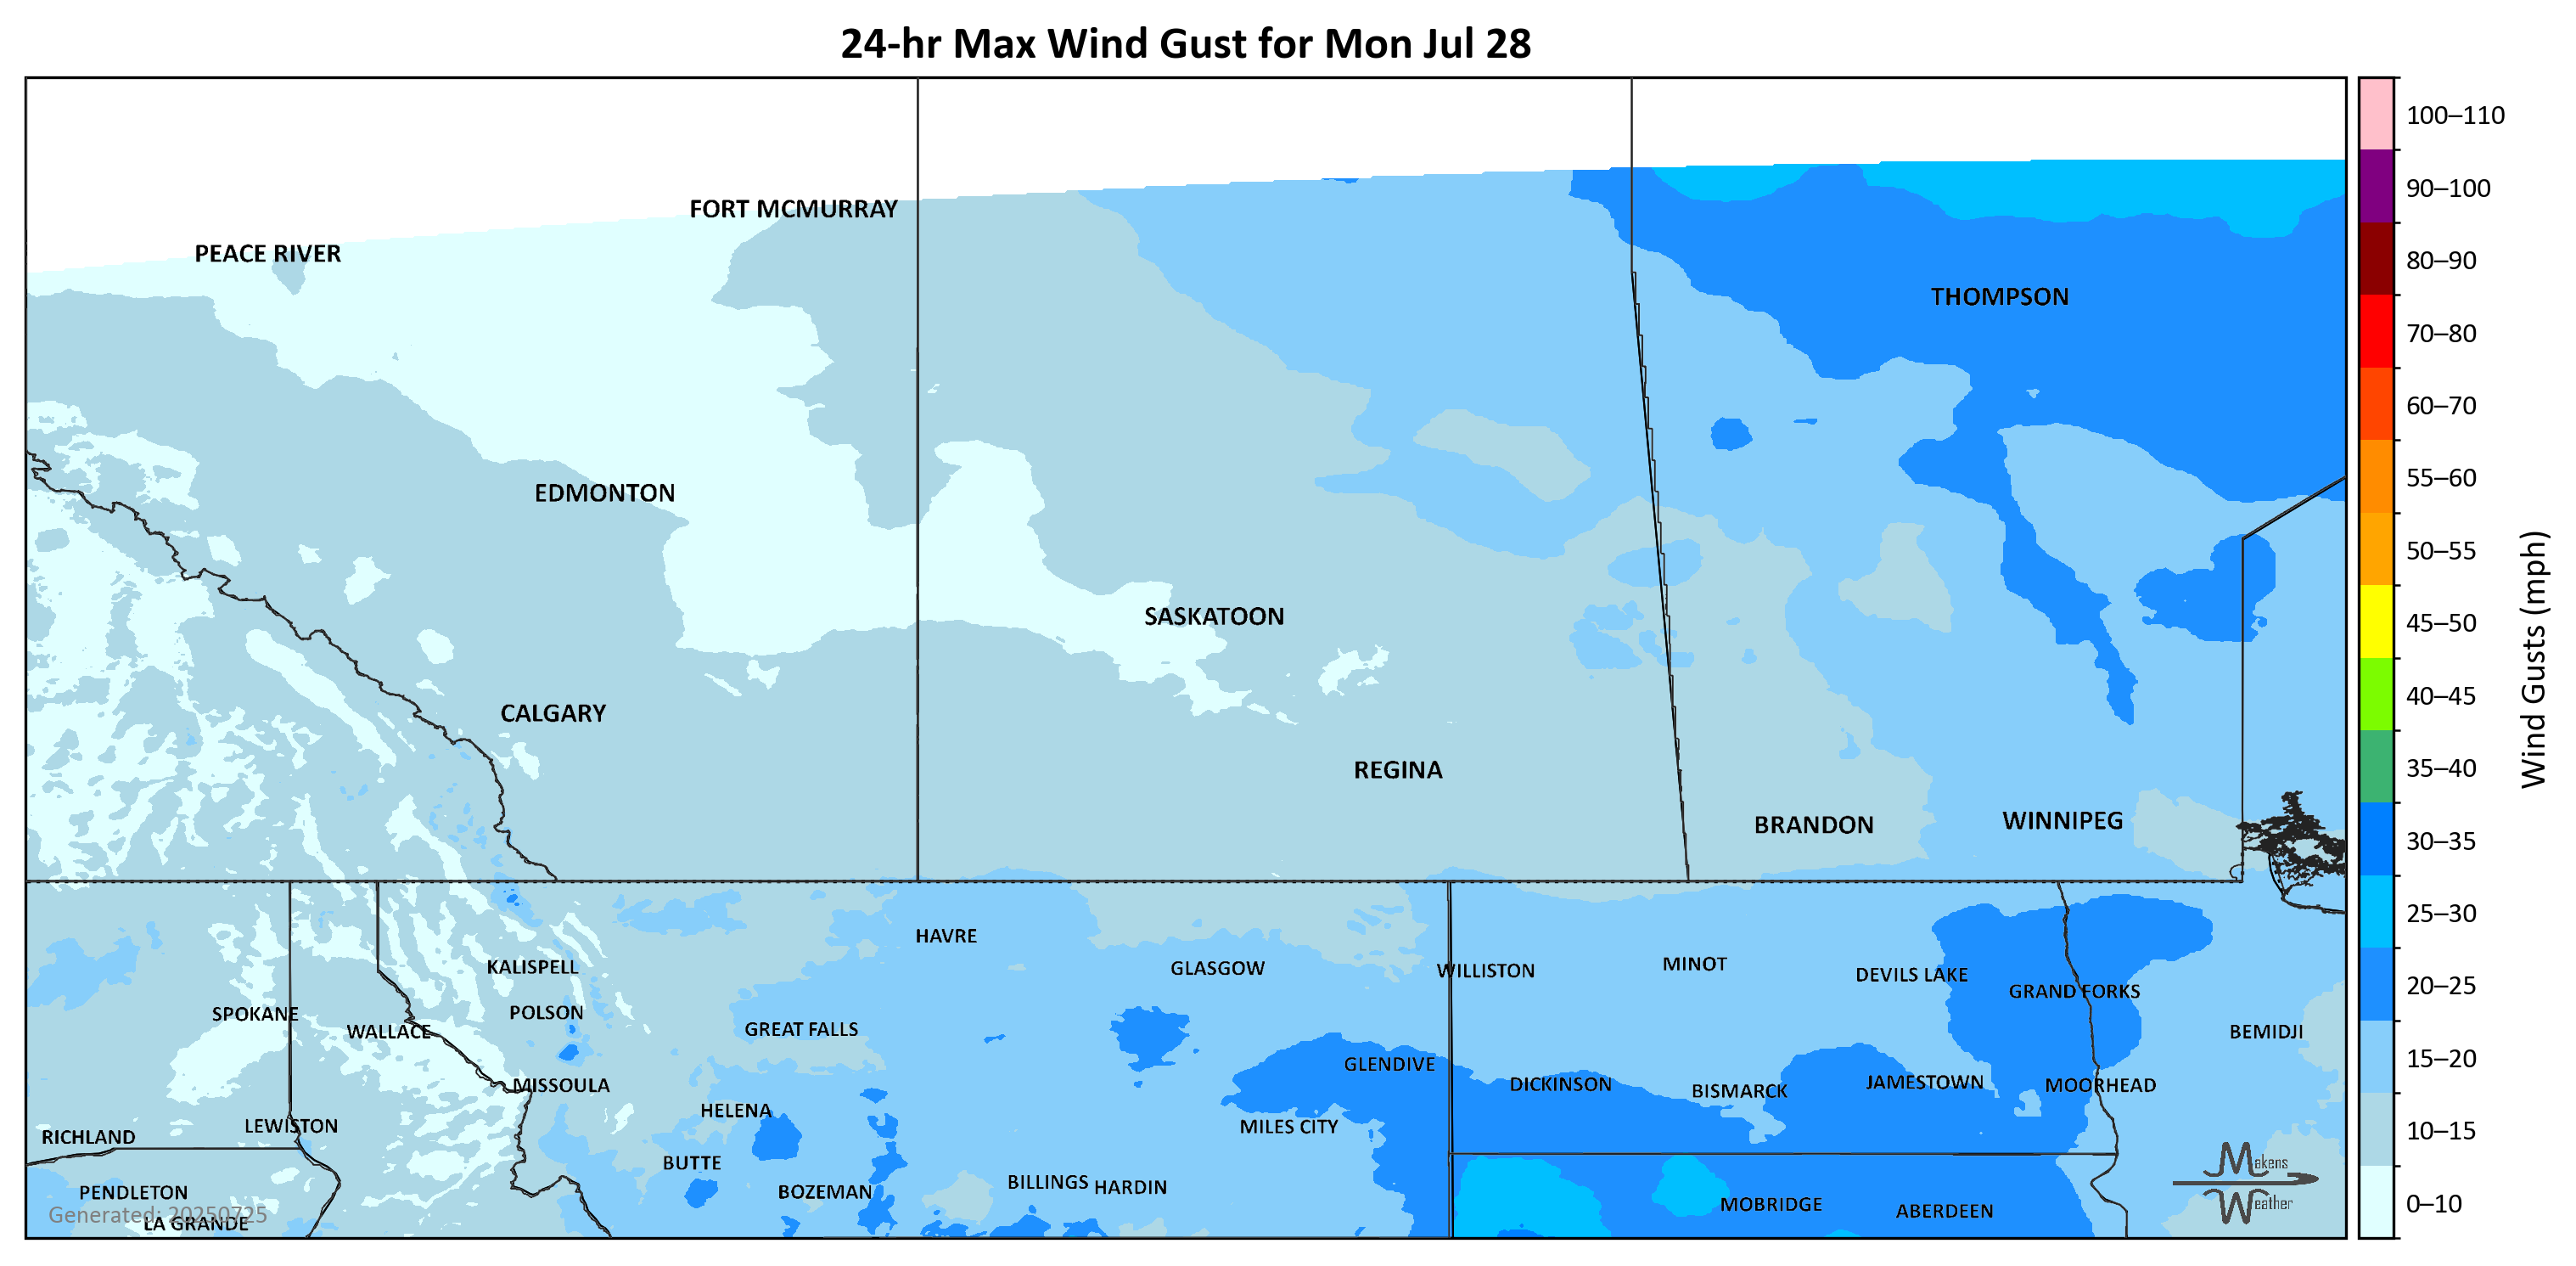 24-hr Max Wind Gust for Mon Jul 28
100–110
90–100
80–90
70–80
60–70
55–60
50–55
45–50
40–45
35–40
30–35
25–30
20–25
15–20
10–15
0–10
Wind Gusts (mph)
FORT MCMURRAY
PEACE RIVER
THOMPSON
EDMONTON
SASKATOON
CALGARY
REGINA
BRANDON
WINNIPEG
HAVRE
KALISPELL
GLASGOW
WILLISTON
MINOT
DEVILS LAKE
GRAND FORKS
SPOKANE
POLSON
WALLACE
GREAT FALLS
BEMIDJI
GLENDIVE
MISSOULA
DICKINSON
BISMARCK
JAMESTOWN
MOORHEAD
HELENA
LEWISTON
MILES CITY
RICHLAND
BUTTE
BILLINGS
HARDIN
PENDLETON
BOZEMAN
MOBRIDGE
ABERDEEN
Generated: 20250725
LA GRANDE
Makens
Weather